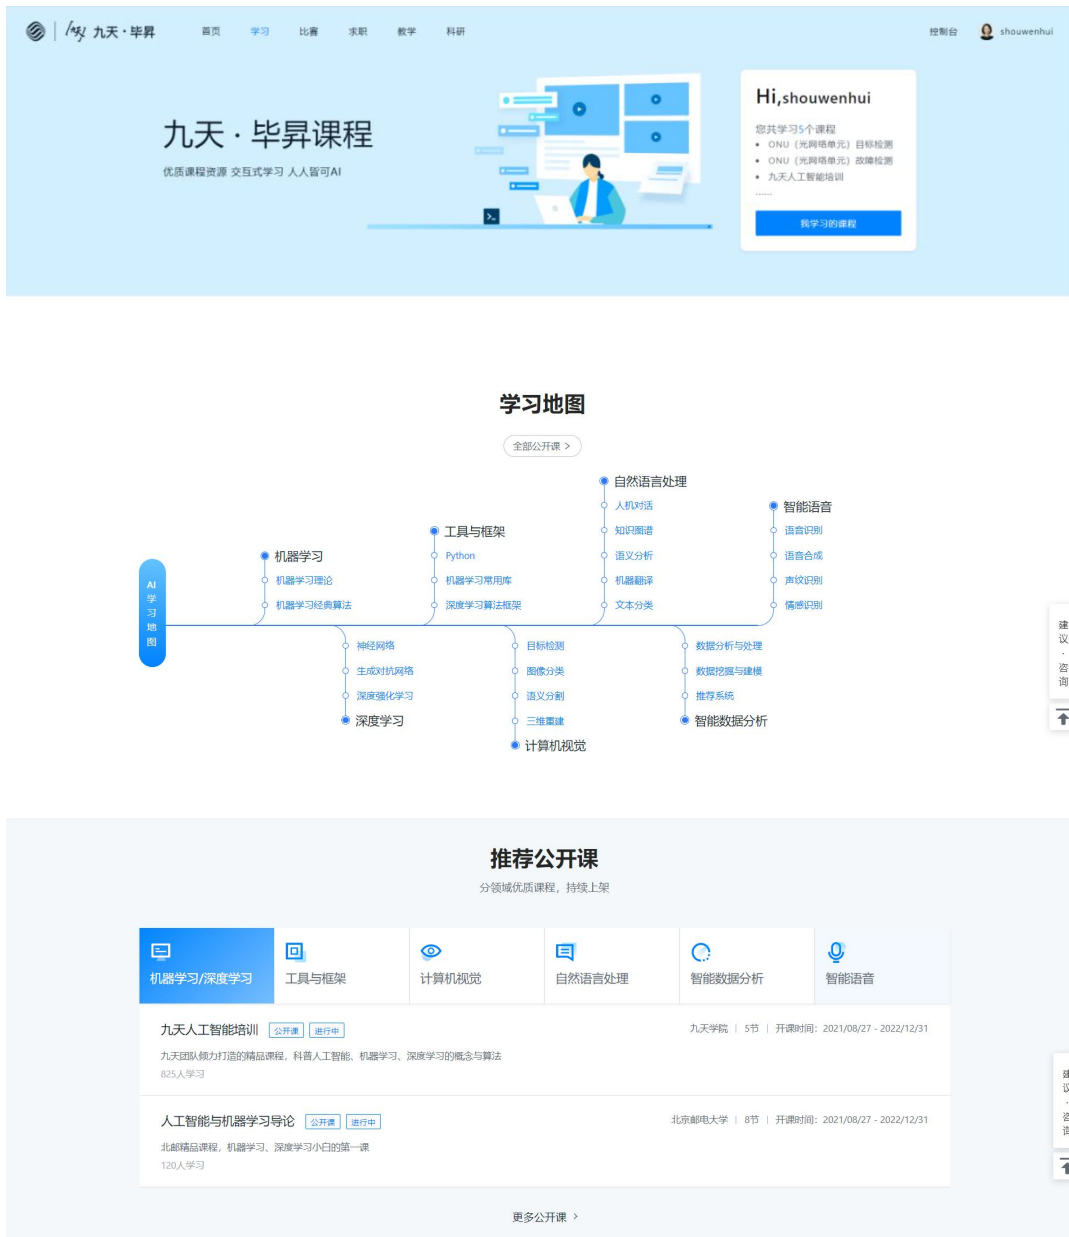 九天·毕昇 首页 学习 比赛 求职 教学 科研 控制台 shouwenhui
九天·毕昇课程
优质课程资源 交互式学习 人人皆可AI
Hi,shouwenhui
您共学习5个课程
ONU（光网络单元）目标检测
ONU（光网络单元）故障检测
九天人工智能培训
......
我学习的课程
学习地图
全部公开课 >
AI学习地图
机器学习
机器学习理论
机器学习经典算法
神经网络
生成对抗网络
深度强化学习
深度学习
工具与框架
Python
机器学习常用库
深度学习算法框架
目标检测
图像分类
语义分割
三维重建
计算机视觉
自然语言处理
人机对话
知识图谱
语义分析
机器翻译
文本分类
数据分析与处理
数据挖掘与建模
推荐系统
智能数据分析
智能语音
语音识别
语音合成
声纹识别
情感识别
建议·咨询
推荐公开课
分领域优质课程，持续上架
机器学习/深度学习 工具与框架 计算机视觉 自然语言处理 智能数据分析 智能语音
九天人工智能培训 公开课 进行中 九天学院 | 5节 | 开课时间：2021/08/27 - 2022/12/31
九天团队倾力打造的精品课程，科普人工智能、机器学习、深度学习的概念与算法
825人学习
人工智能与机器学习导论 公开课 进行中 北京邮电大学 | 8节 | 开课时间：2021/08/27 - 2022/12/31
北邮精品课程，机器学习、深度学习小白的第一课
120人学习
建议·咨询
更多公开课 >